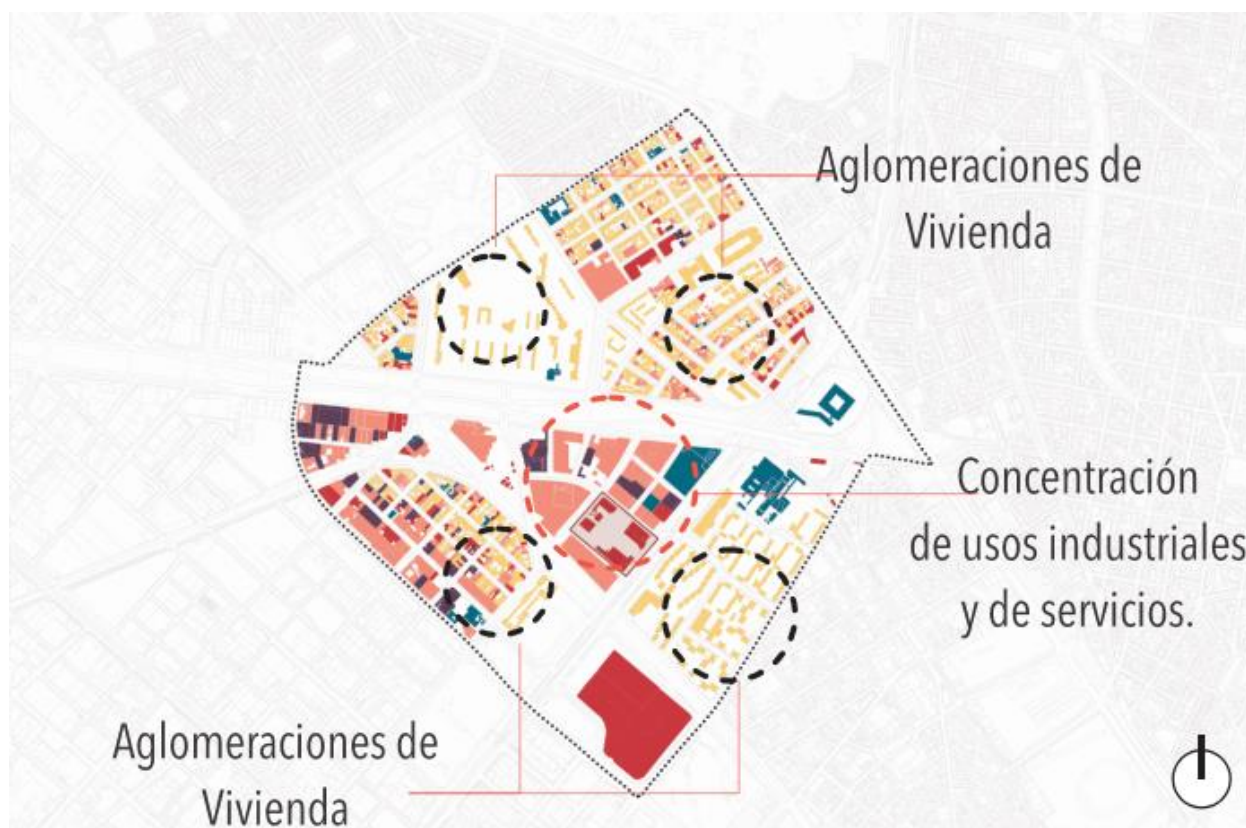 Aglomeraciones de
Vivienda
Concentración
de usos industriales
y de servicios.
Aglomeraciones de
Vivienda